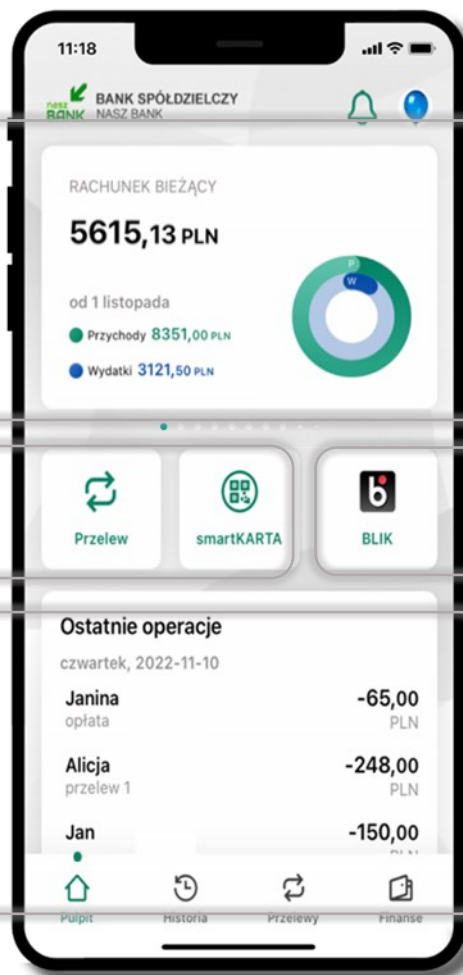 11:18
nasz
BANK
BANK SPÓŁDZIELCZY
NASZ BANK
RACHUNEK BIEŻĄCY
5615,13 PLN
od 1 listopada
Przychody 8351,00 PLN
Wydatki 3121,50 PLN
P
W
Przelew
smartKARTA
BLIK
Ostatnie operacje
czwartek, 2022-11-10
Janina -65,00
opłata PLN
Alicja -248,00
przelew 1 PLN
Jan -150,00
PLN
Pulpit Historia Przelewy Finanse